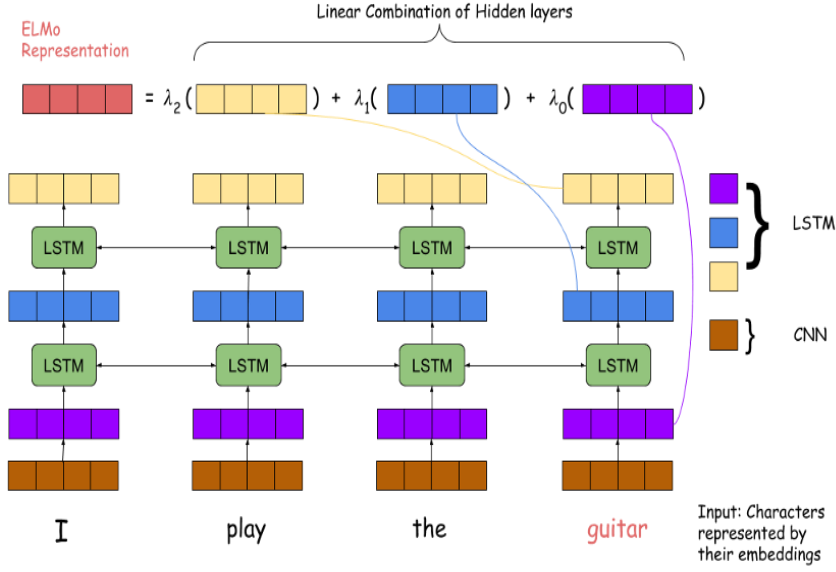 Linear Combination of Hidden layers
ELMo
Representation
= λ2( ) + λ1( ) + λ0( )
LSTM LSTM LSTM LSTM
LSTM
LSTM LSTM LSTM LSTM
CNN
I play the guitar
Input: Characters
represented by
their embeddings